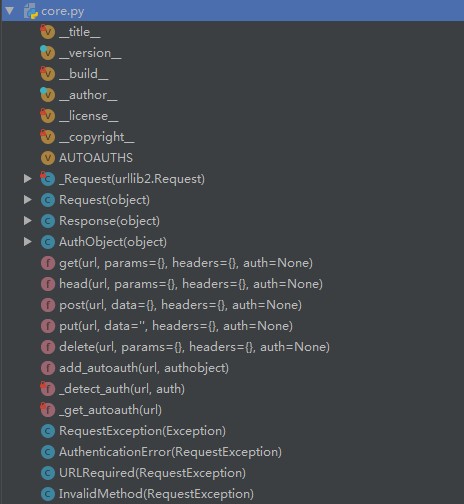 core.py
__title__
__version__
__build__
__author__
__license__
__copyright__
AUTOAUTHS
_Request(urllib2.Request)
Request(object)
Response(object)
AuthObject(object)
get(url, params={}, headers={}, auth=None)
head(url, params={}, headers={}, auth=None)
post(url, data={}, headers={}, auth=None)
put(url, data='', headers={}, auth=None)
delete(url, params={}, headers={}, auth=None)
add_autoauth(url, authobject)
_detect_auth(url, auth)
_get_autoauth(url)
RequestException(Exception)
AuthenticationError(RequestException)
URLRequired(RequestException)
InvalidMethod(RequestException)